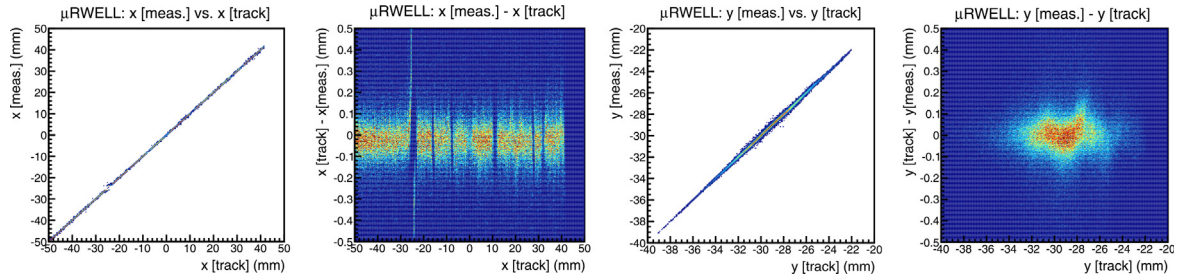 μRWELL: x [meas.] vs. x [track]
x [meas.] (mm)
50
40
30
20
10
0
-10
-20
-30
-40
-50
-50 -40 -30 -20 -10 0 10 20 30 40 50
x [track] (mm)
μRWELL: x [meas.] - x [track]
x [track] - x[meas.] (mm)
0.5
0.4
0.3
0.2
0.1
0
-0.1
-0.2
-0.3
-0.4
-0.5
-50 -40 -30 -20 -10 0 10 20 30 40 50
x [track] (mm)
μRWELL: y [meas.] vs. y [track]
y [meas.] (mm)
-20
-22
-24
-26
-28
-30
-32
-34
-36
-38
-40
-40 -38 -36 -34 -32 -30 -28 -26 -24 -22 -20
y [track] (mm)
μRWELL: y [meas.] - y [track]
y [track] - y[meas.] (mm)
0.5
0.4
0.3
0.2
0.1
0
-0.1
-0.2
-0.3
-0.4
-0.5
-40 -38 -36 -34 -32 -30 -28 -26 -24 -22 -20
y [track] (mm)